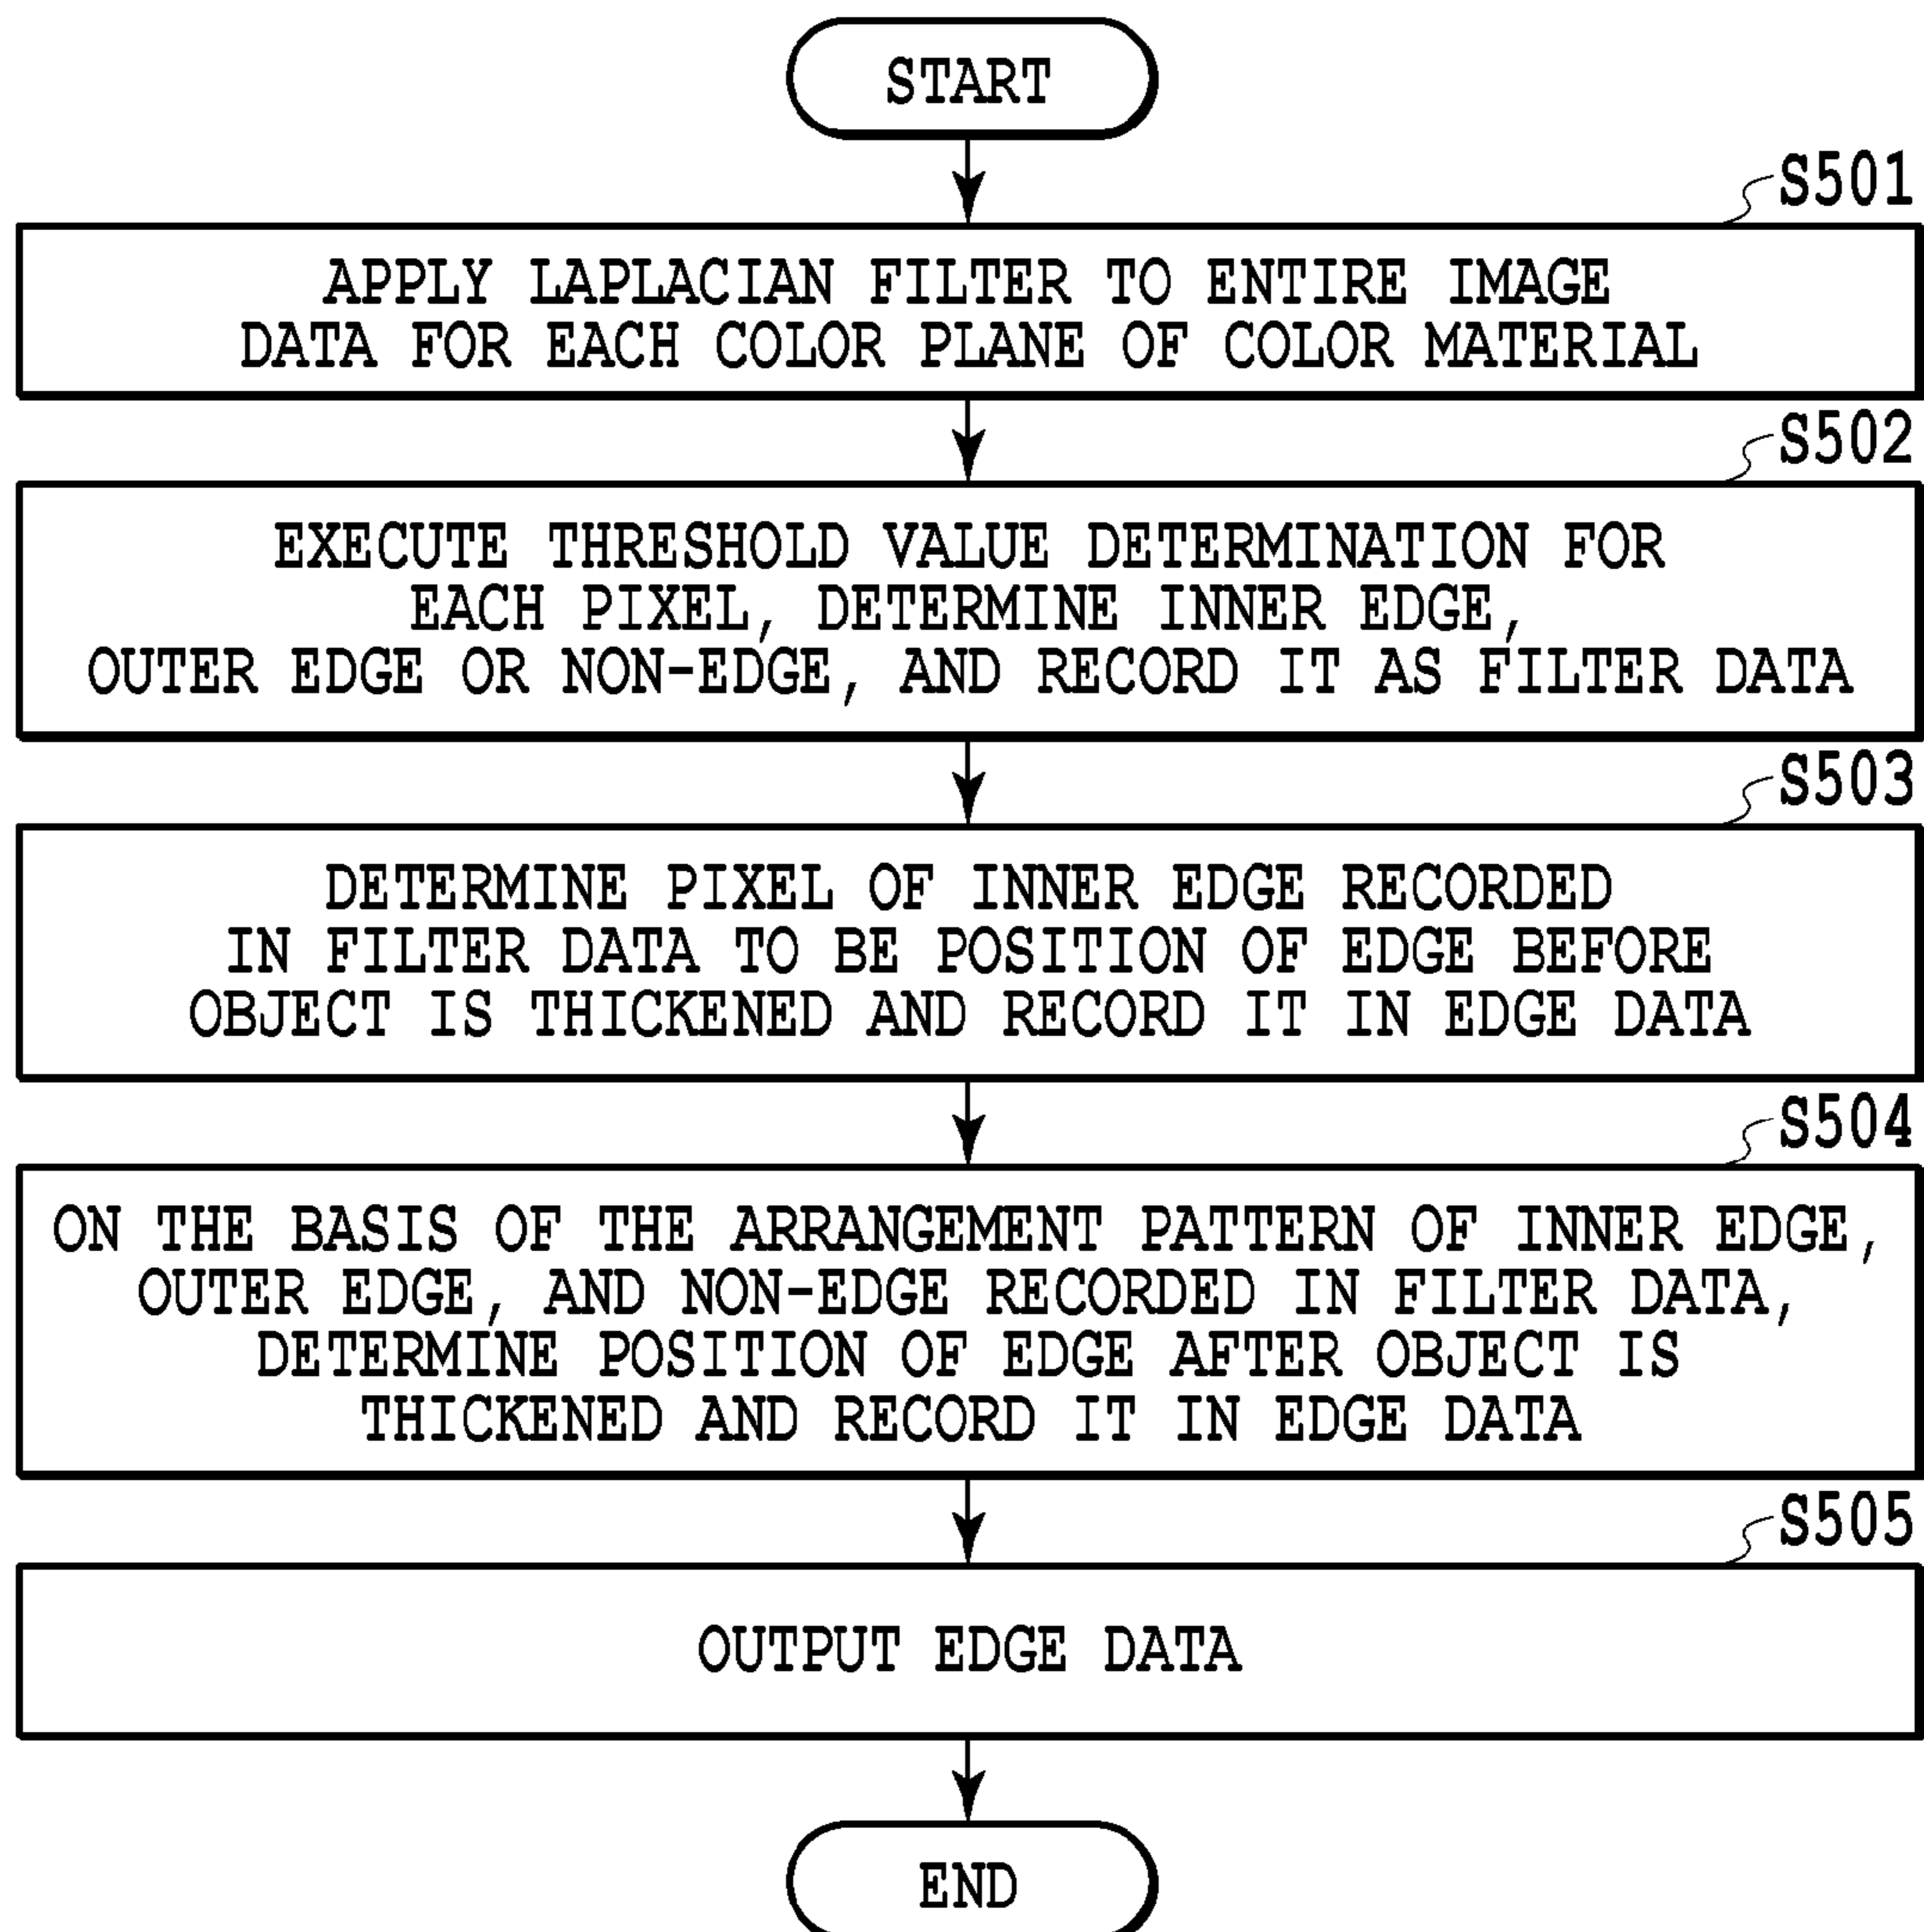 START
S501
APPLY LAPLACIAN FILTER TO ENTIRE IMAGE
DATA FOR EACH COLOR PLANE OF COLOR MATERIAL
S502
EXECUTE THRESHOLD VALUE DETERMINATION FOR
EACH PIXEL, DETERMINE INNER EDGE,
OUTER EDGE OR NON-EDGE, AND RECORD IT AS FILTER DATA
S503
DETERMINE PIXEL OF INNER EDGE RECORDED
IN FILTER DATA TO BE POSITION OF EDGE BEFORE
OBJECT IS THICKENED AND RECORD IT IN EDGE DATA
S504
ON THE BASIS OF THE ARRANGEMENT PATTERN OF INNER EDGE,
OUTER EDGE, AND NON-EDGE RECORDED IN FILTER DATA,
DETERMINE POSITION OF EDGE AFTER OBJECT IS
THICKENED AND RECORD IT IN EDGE DATA
S505
OUTPUT EDGE DATA
END